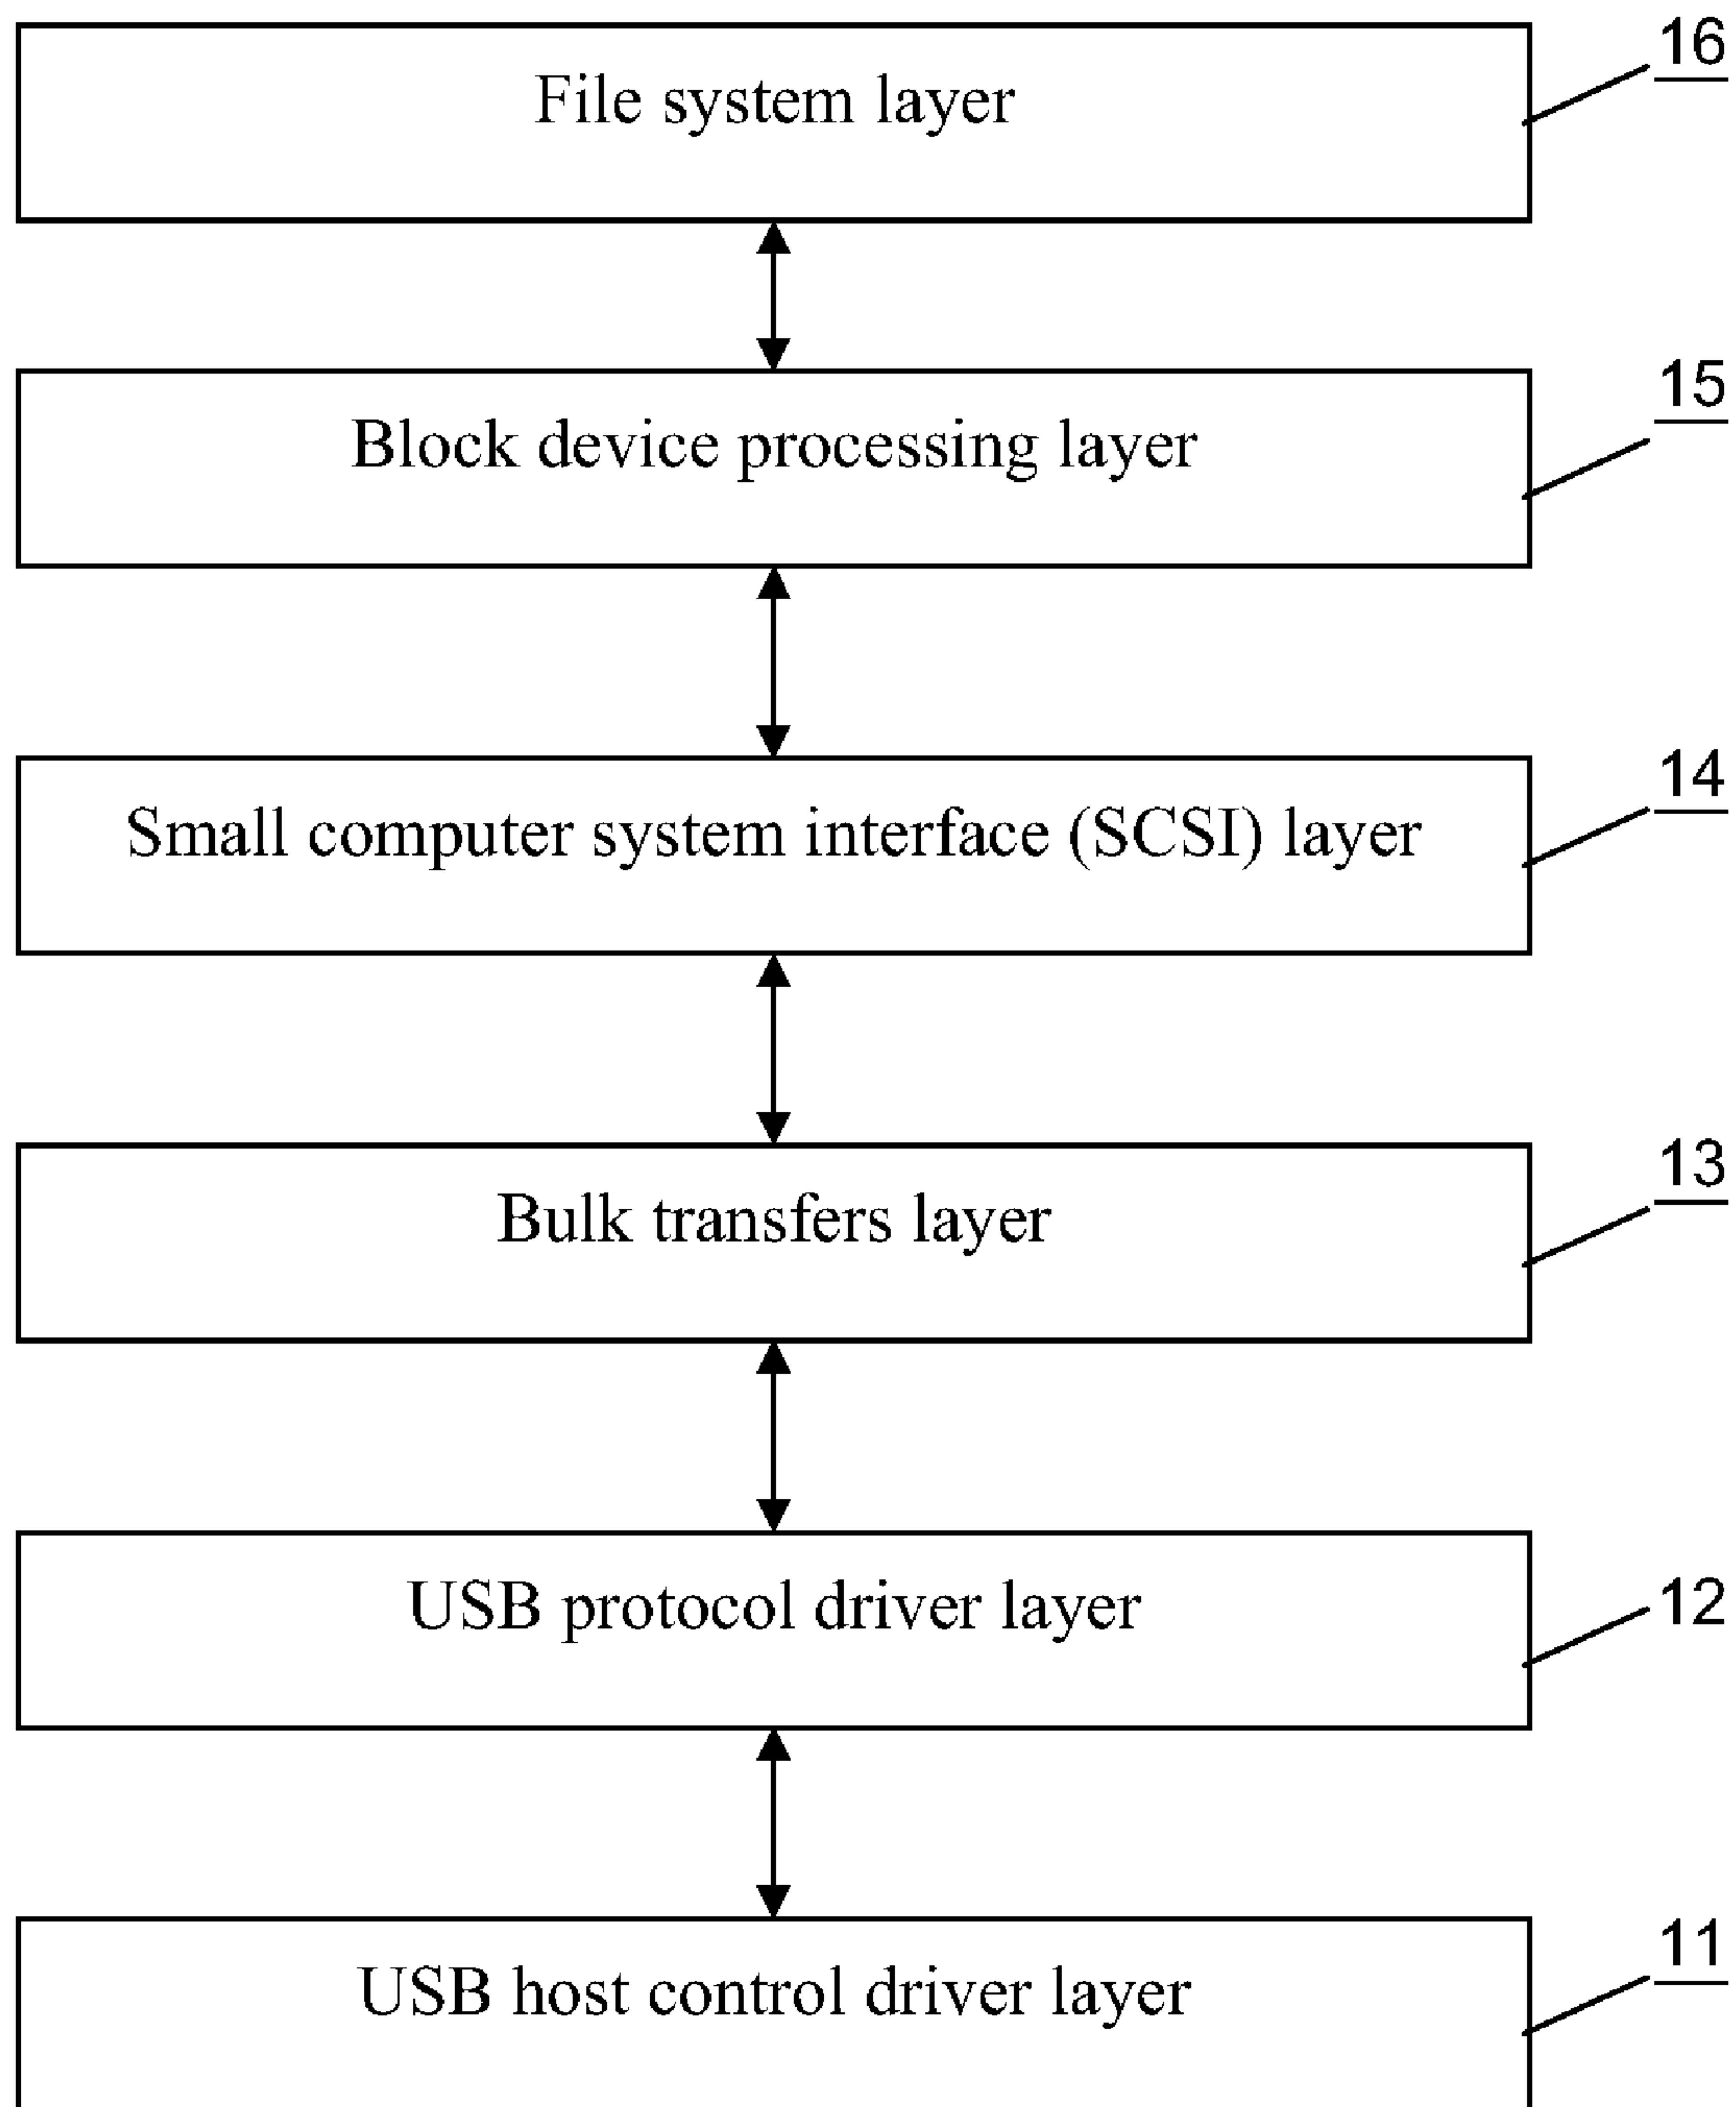 File system layer
16
Block device processing layer
15
Small computer system interface (SCSI) layer
14
Bulk transfers layer
13
USB protocol driver layer
12
USB host control driver layer
11